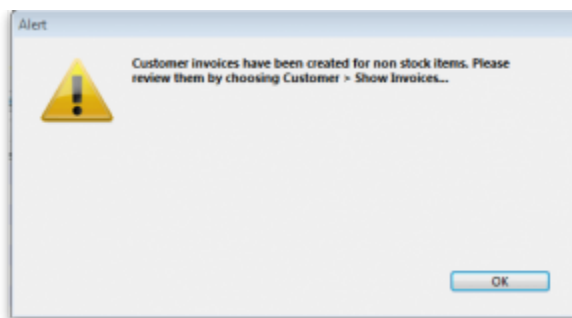 Alert
Customer invoices have been created for non stock items. Please
review them by choosing Customer > Show Invoices...
OK